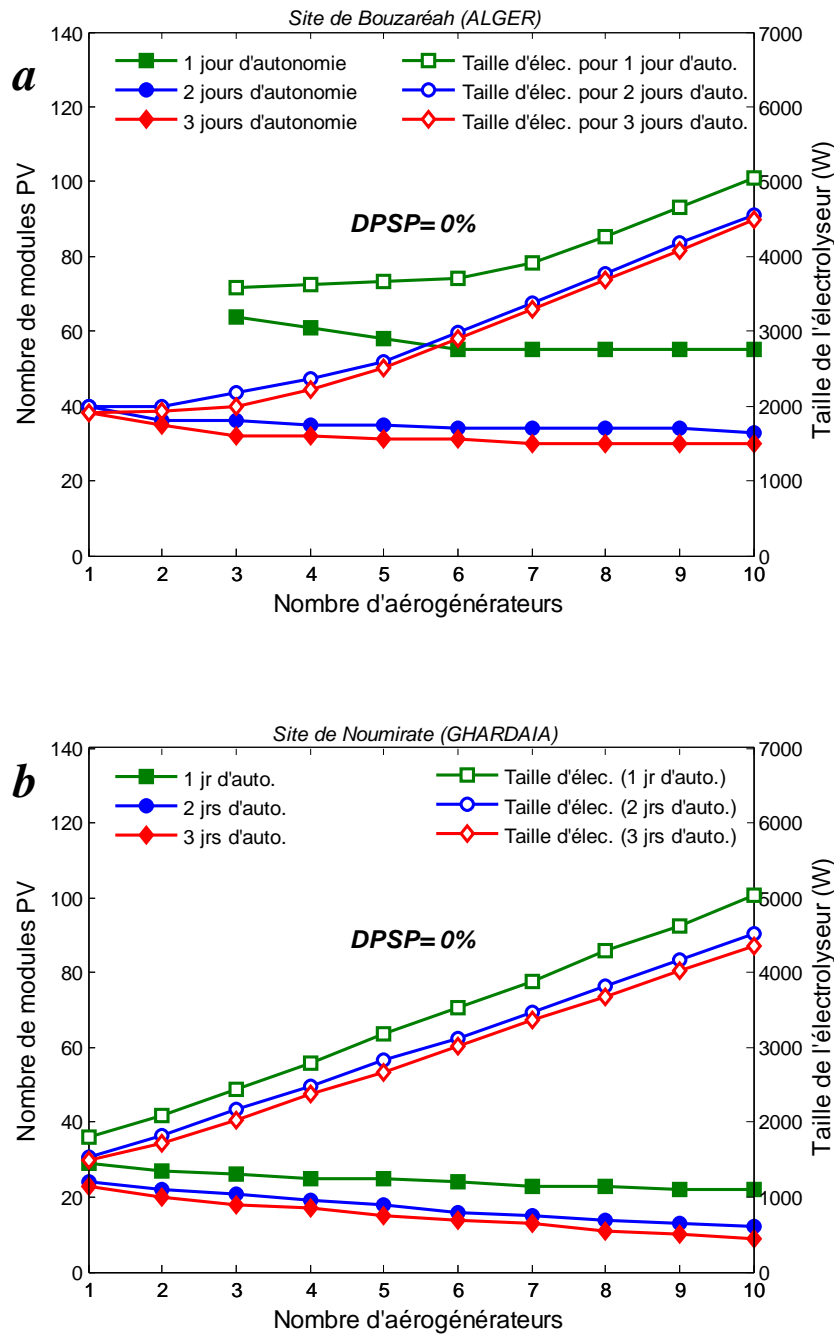 Site de Bouzaréah (ALGER)
a
1 jour d'autonomie
2 jours d'autonomie
3 jours d'autonomie
Taille d'élec. pour 1 jour d'auto.
Taille d'élec. pour 2 jours d'auto.
Taille d'élec. pour 3 jours d'auto.
DPSP= 0%
Nombre de modules PV
140
120
100
80
60
40
20
0
Taille de l'électrolyseur (W)
7000
6000
5000
4000
3000
2000
1000
0
1 2 3 4 5 6 7 8 9 10
Nombre d'aérogénérateurs
Site de Noumirate (GHARDAIA)
b
1 jr d'auto.
2 jrs d'auto.
3 jrs d'auto.
Taille d'élec. (1 jr d'auto.)
Taille d'élec. (2 jrs d'auto.)
Taille d'élec. (3 jrs d'auto.)
DPSP= 0%
Nombre de modules PV
140
120
100
80
60
40
20
0
Taille de l'électrolyseur (W)
7000
6000
5000
4000
3000
2000
1000
0
1 2 3 4 5 6 7 8 9 10
Nombre d'aérogénérateurs